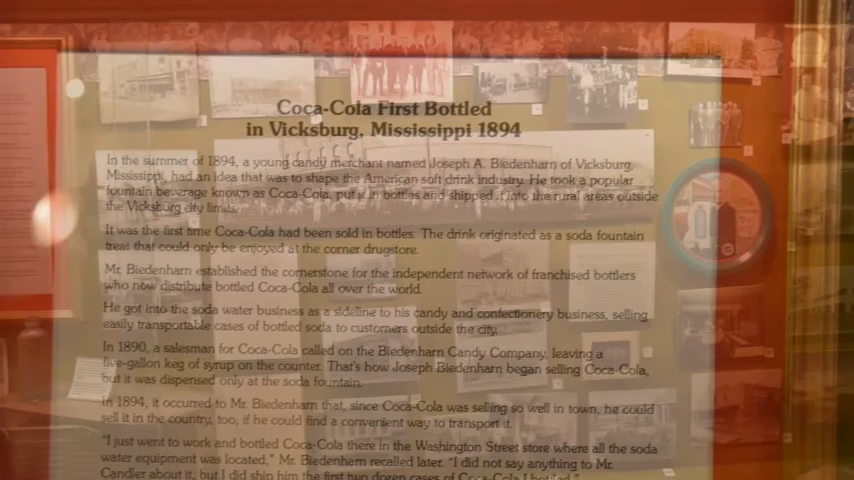 Coca-Cola First Bottled
in Vicksburg, Mississippi 1894
In the summer of 1894, a young candy merchant named Joseph A. Biedenharn of Vicksburg,
Mississippi, had an idea that was to shape the American soft drink industry. He took a popular
fountain beverage known as Coca-Cola, put it in bottles and shipped it into the rural areas outside
the Vicksburg city limits.
It was the first time Coca-Cola had been sold in bottles. The drink originated as a soda fountain
treat that could only be enjoyed at the corner drugstore.
Mr. Biedenharn established the cornerstone for the independent network of franchised bottlers
who now distribute bottled Coca-Cola all over the world.
He got into the soda water business as a sideline to his candy and confectionery business, selling
easily transportable cases of bottled soda to customers outside the city.
In 1890, a salesman for Coca-Cola called on the Biedenharn Candy Company, leaving a
five-gallon keg of syrup on the counter. That's how Joseph Biedenharn began selling Coca-Cola,
but it was dispensed only at the soda fountain.
In 1894, it occurred to Mr. Biedenharn that, since Coca-Cola was selling so well in town, he could
sell it in the country, too, if he could find a convenient way to transport it.
"I just went to work and bottled Coca-Cola there in the Washington Street store where all the soda
water equipment was located," Mr. Biedenharn recalled later. "I did not say anything to Mr.
Candler about it, but I did ship him the first two dozen cases of Coca-Cola I bottled."